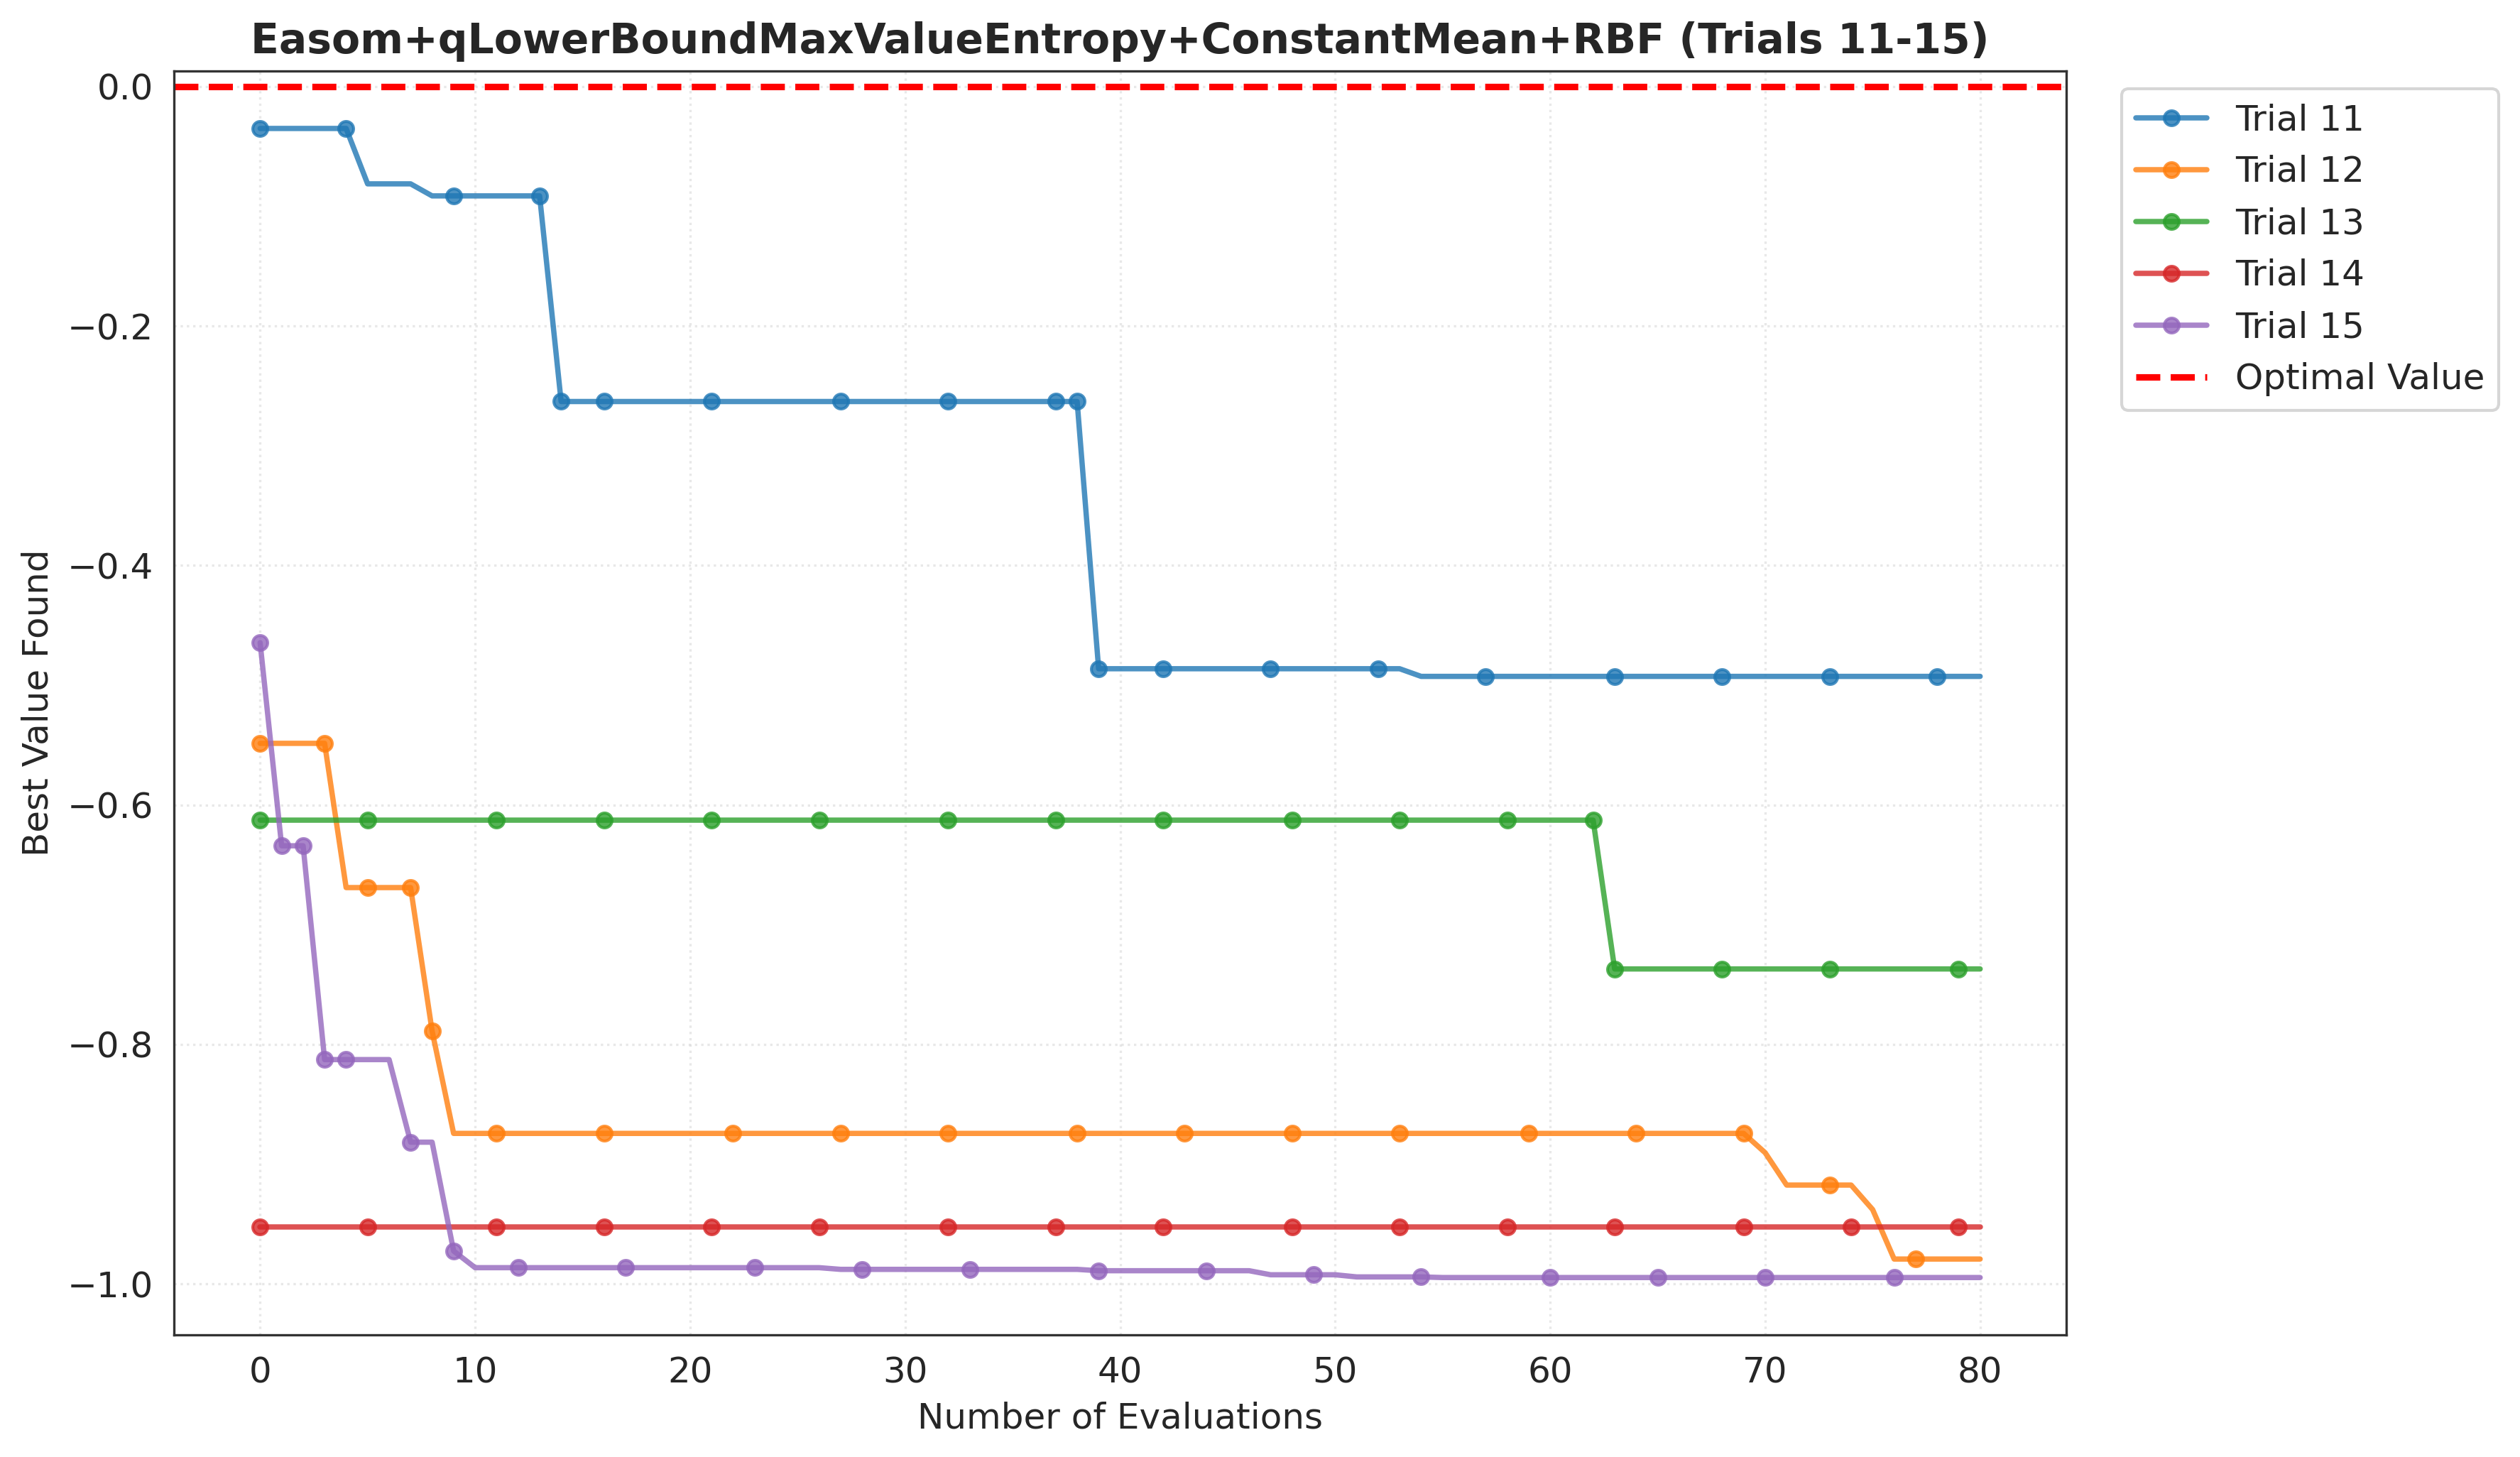 Easom+qLowerBoundMaxValueEntropy+ConstantMean+RBF (Trials 11-15)
0.0
−0.2
−0.4
−0.6
−0.8
−1.0
Best Value Found
0 10 20 30 40 50 60 70 80
Number of Evaluations
Trial 11
Trial 12
Trial 13
Trial 14
Trial 15
Optimal Value